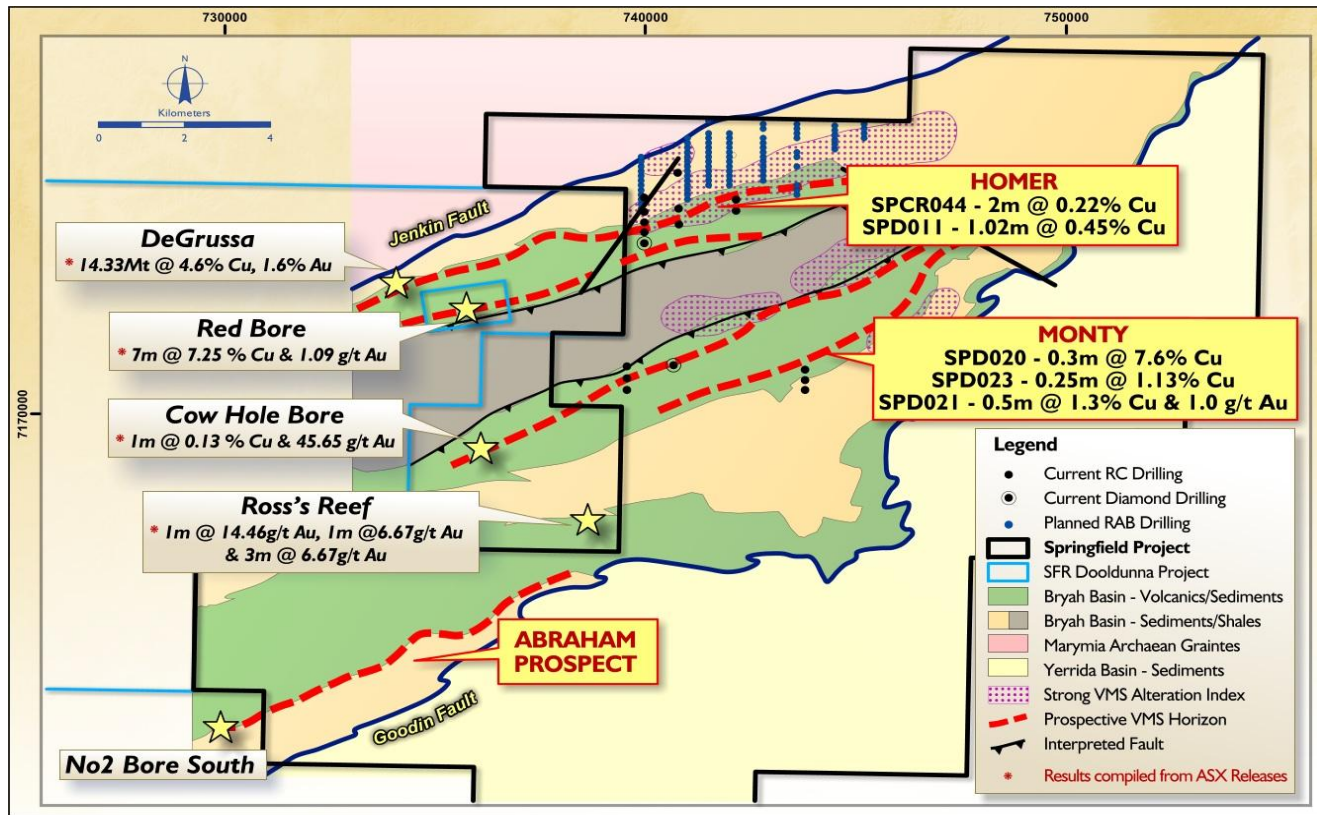 730000
740000
750000
N
Kilometers
0 2 4
7170000
Jenkin Fault
DeGrussa
* 14.33Mt @ 4.6% Cu, 1.6% Au
Red Bore
* 7m @ 7.25 % Cu & 1.09 g/t Au
Cow Hole Bore
* 1m @ 0.13 % Cu & 45.65 g/t Au
Ross's Reef
* 1m @ 14.46g/t Au, 1m @6.67g/t Au
& 3m @ 6.67g/t Au
No2 Bore South
Goodin Fault
ABRAHAM
PROSPECT
HOMER
SPCR044 - 2m @ 0.22% Cu
SPD011 - 1.02m @ 0.45% Cu
MONTY
SPD020 - 0.3m @ 7.6% Cu
SPD023 - 0.25m @ 1.13% Cu
SPD021 - 0.5m @ 1.3% Cu & 1.0 g/t Au
Legend
Current RC Drilling
Current Diamond Drilling
Planned RAB Drilling
Springfield Project
SFR Dooldunna Project
Bryah Basin - Volcanics/Sediments
Bryah Basin - Sediments/Shales
Marymia Archaean Graintes
Yerrida Basin - Sediments
Strong VMS Alteration Index
Prospective VMS Horizon
Interpreted Fault
* Results compiled from ASX Releases